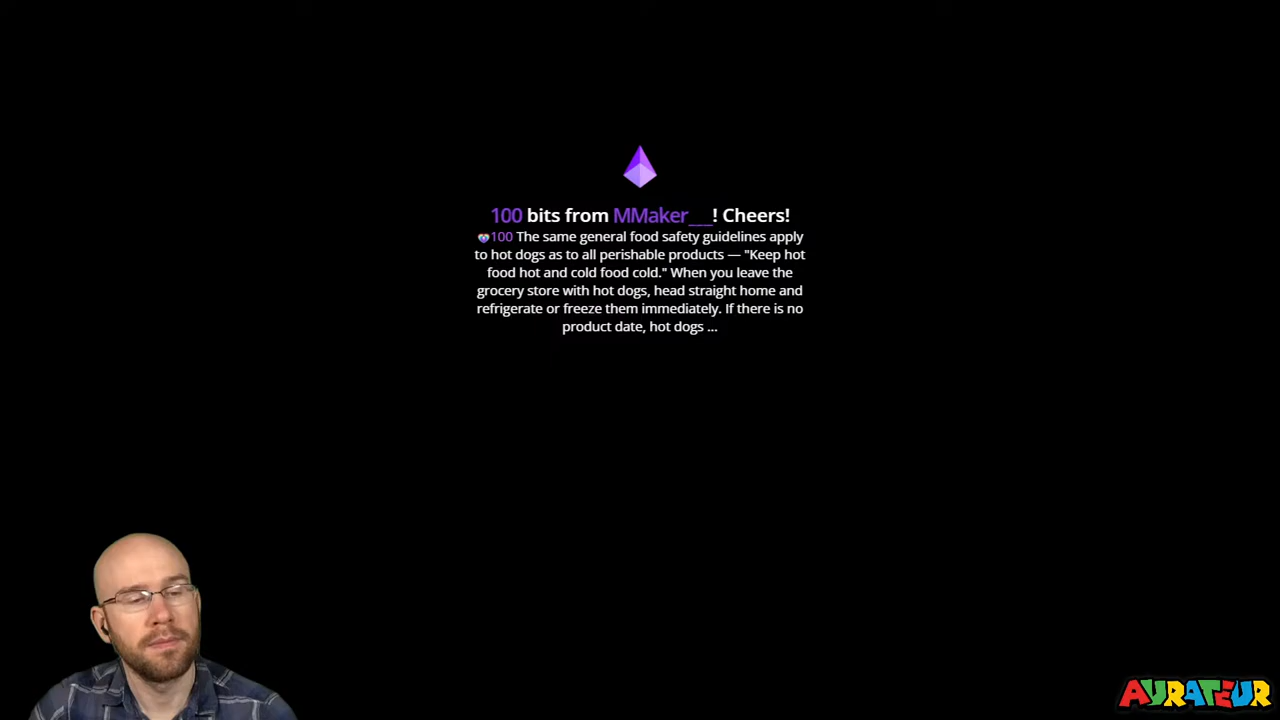 100 bits from MMaker___! Cheers!
100 The same general food safety guidelines apply
to hot dogs as to all perishable products — "Keep hot
food hot and cold food cold." When you leave the
grocery store with hot dogs, head straight home and
refrigerate or freeze them immediately. If there is no
product date, hot dogs ...
AURATEUR